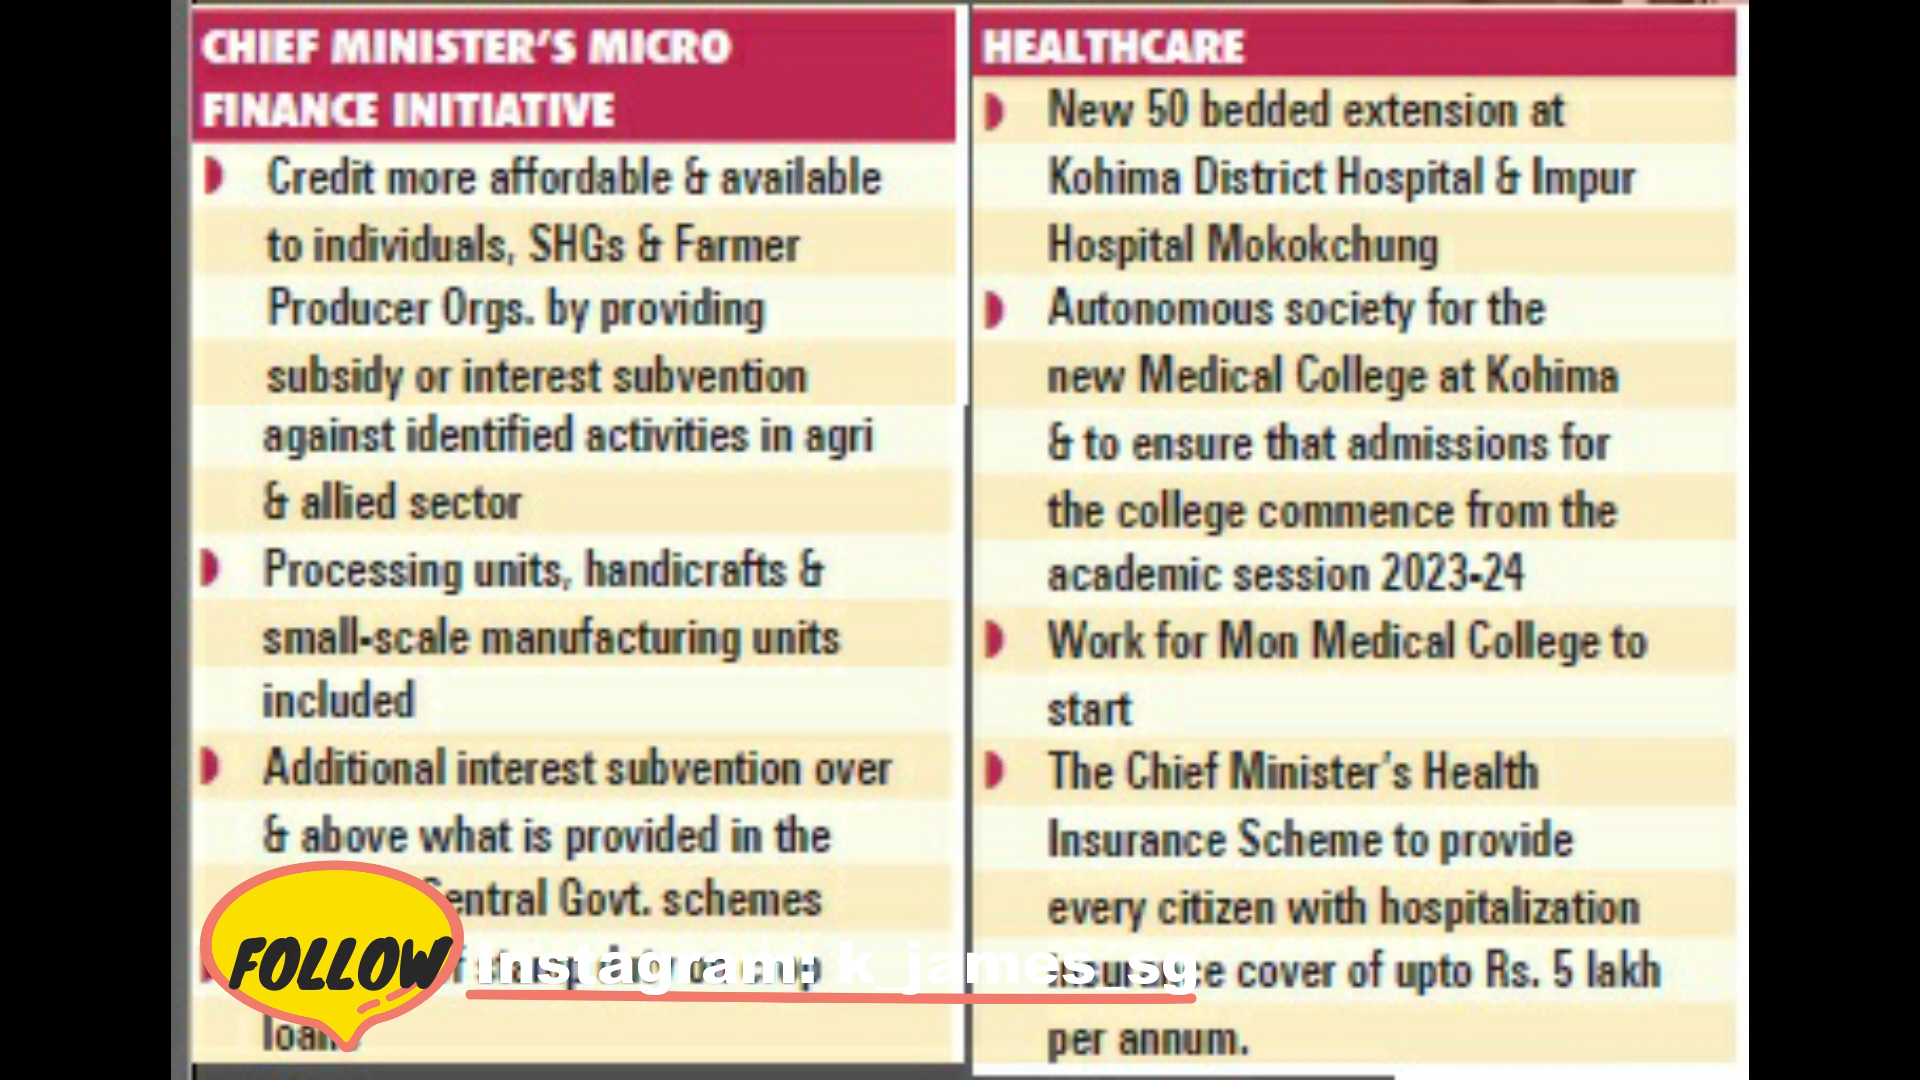 CHIEF MINISTER'S MICRO
FINANCE INITIATIVE
Credit more affordable & available
to individuals, SHGs & Farmer
Producer Orgs. by providing
subsidy or interest subvention
against identified activities in agri
& allied sector
Processing units, handicrafts &
small-scale manufacturing units
included
Additional interest subvention over
& above what is provided in the
Central Govt. schemes
loans
HEALTHCARE
New 50 bedded extension at
Kohima District Hospital & Impur
Hospital Mokokchung
Autonomous society for the
new Medical College at Kohima
& to ensure that admissions for
the college commence from the
academic session 2023-24
Work for Mon Medical College to
start
The Chief Minister's Health
Insurance Scheme to provide
every citizen with hospitalization
insurance cover of upto Rs. 5 lakh
per annum.
FOLLOW
Instagram: k_james_sg